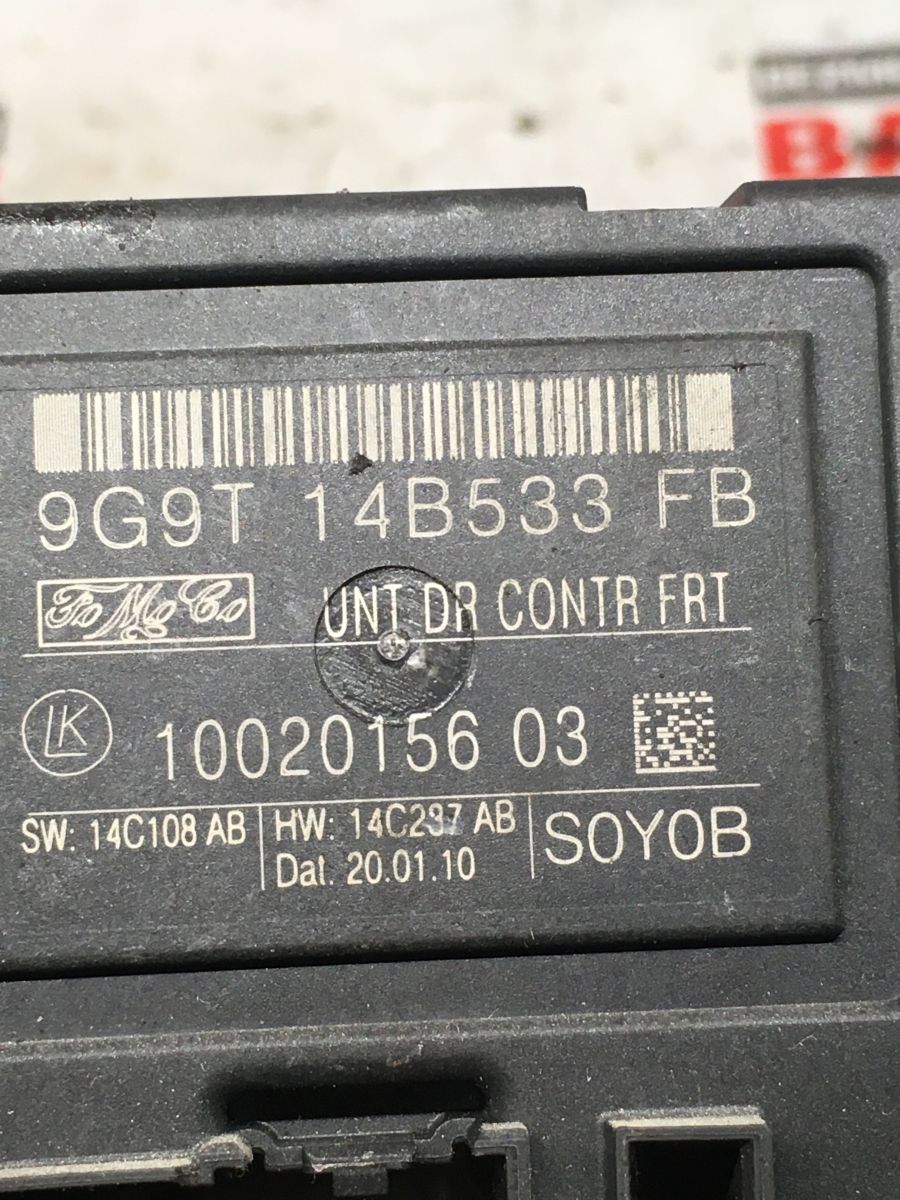 9G9T 14B533 FB
FoMoCo UNT DR CONTR FRT
LK 10020156 03
SW: 14C108 AB HW: 14C237 AB SOYOB
Dat. 20.01.10